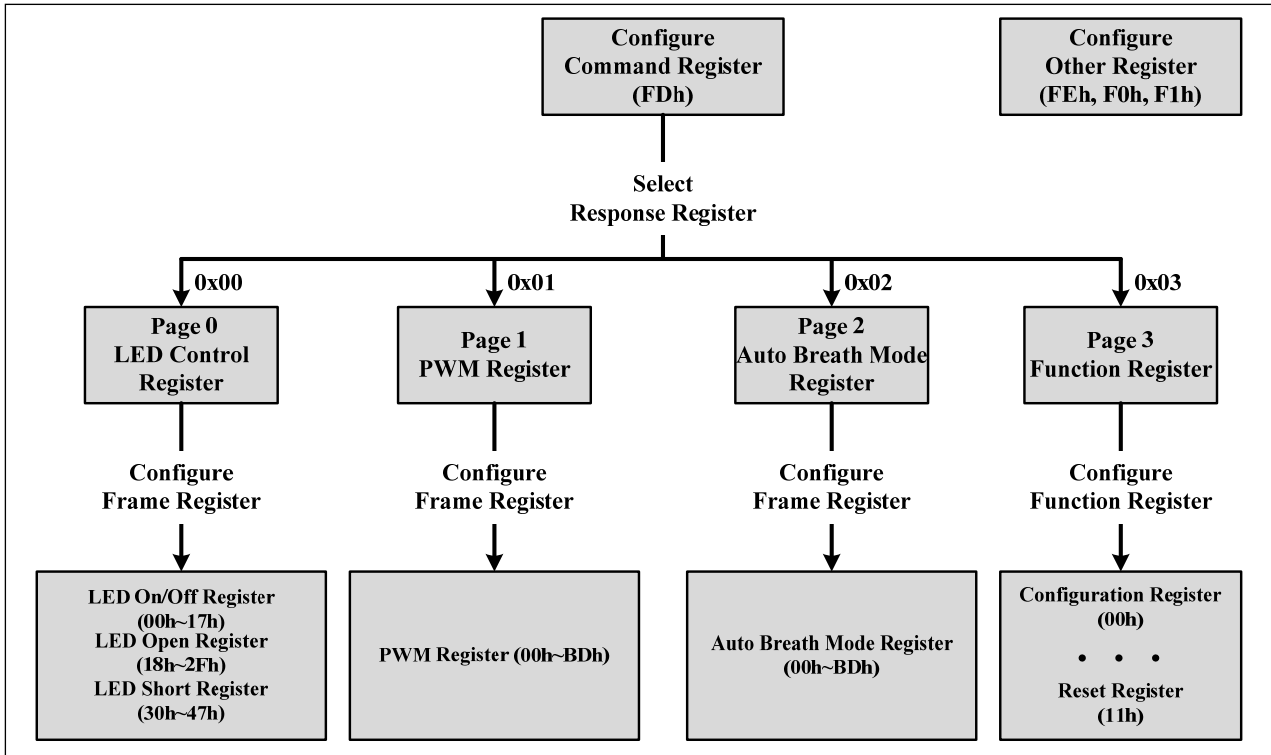 Configure
Command Register
(FDh)
Configure
Other Register
(FEh, F0h, F1h)
Select
Response Register
0x00
0x01
0x02
0x03
Page 0
LED Control
Register
Page 1
PWM Register
Page 2
Auto Breath Mode
Register
Page 3
Function Register
Configure
Frame Register
Configure
Frame Register
Configure
Frame Register
Configure
Function Register
LED On/Off Register
(00h~17h)
LED Open Register
(18h~2Fh)
LED Short Register
(30h~47h)
PWM Register (00h~BDh)
Auto Breath Mode Register
(00h~BDh)
Configuration Register
(00h)
• • •
Reset Register
(11h)